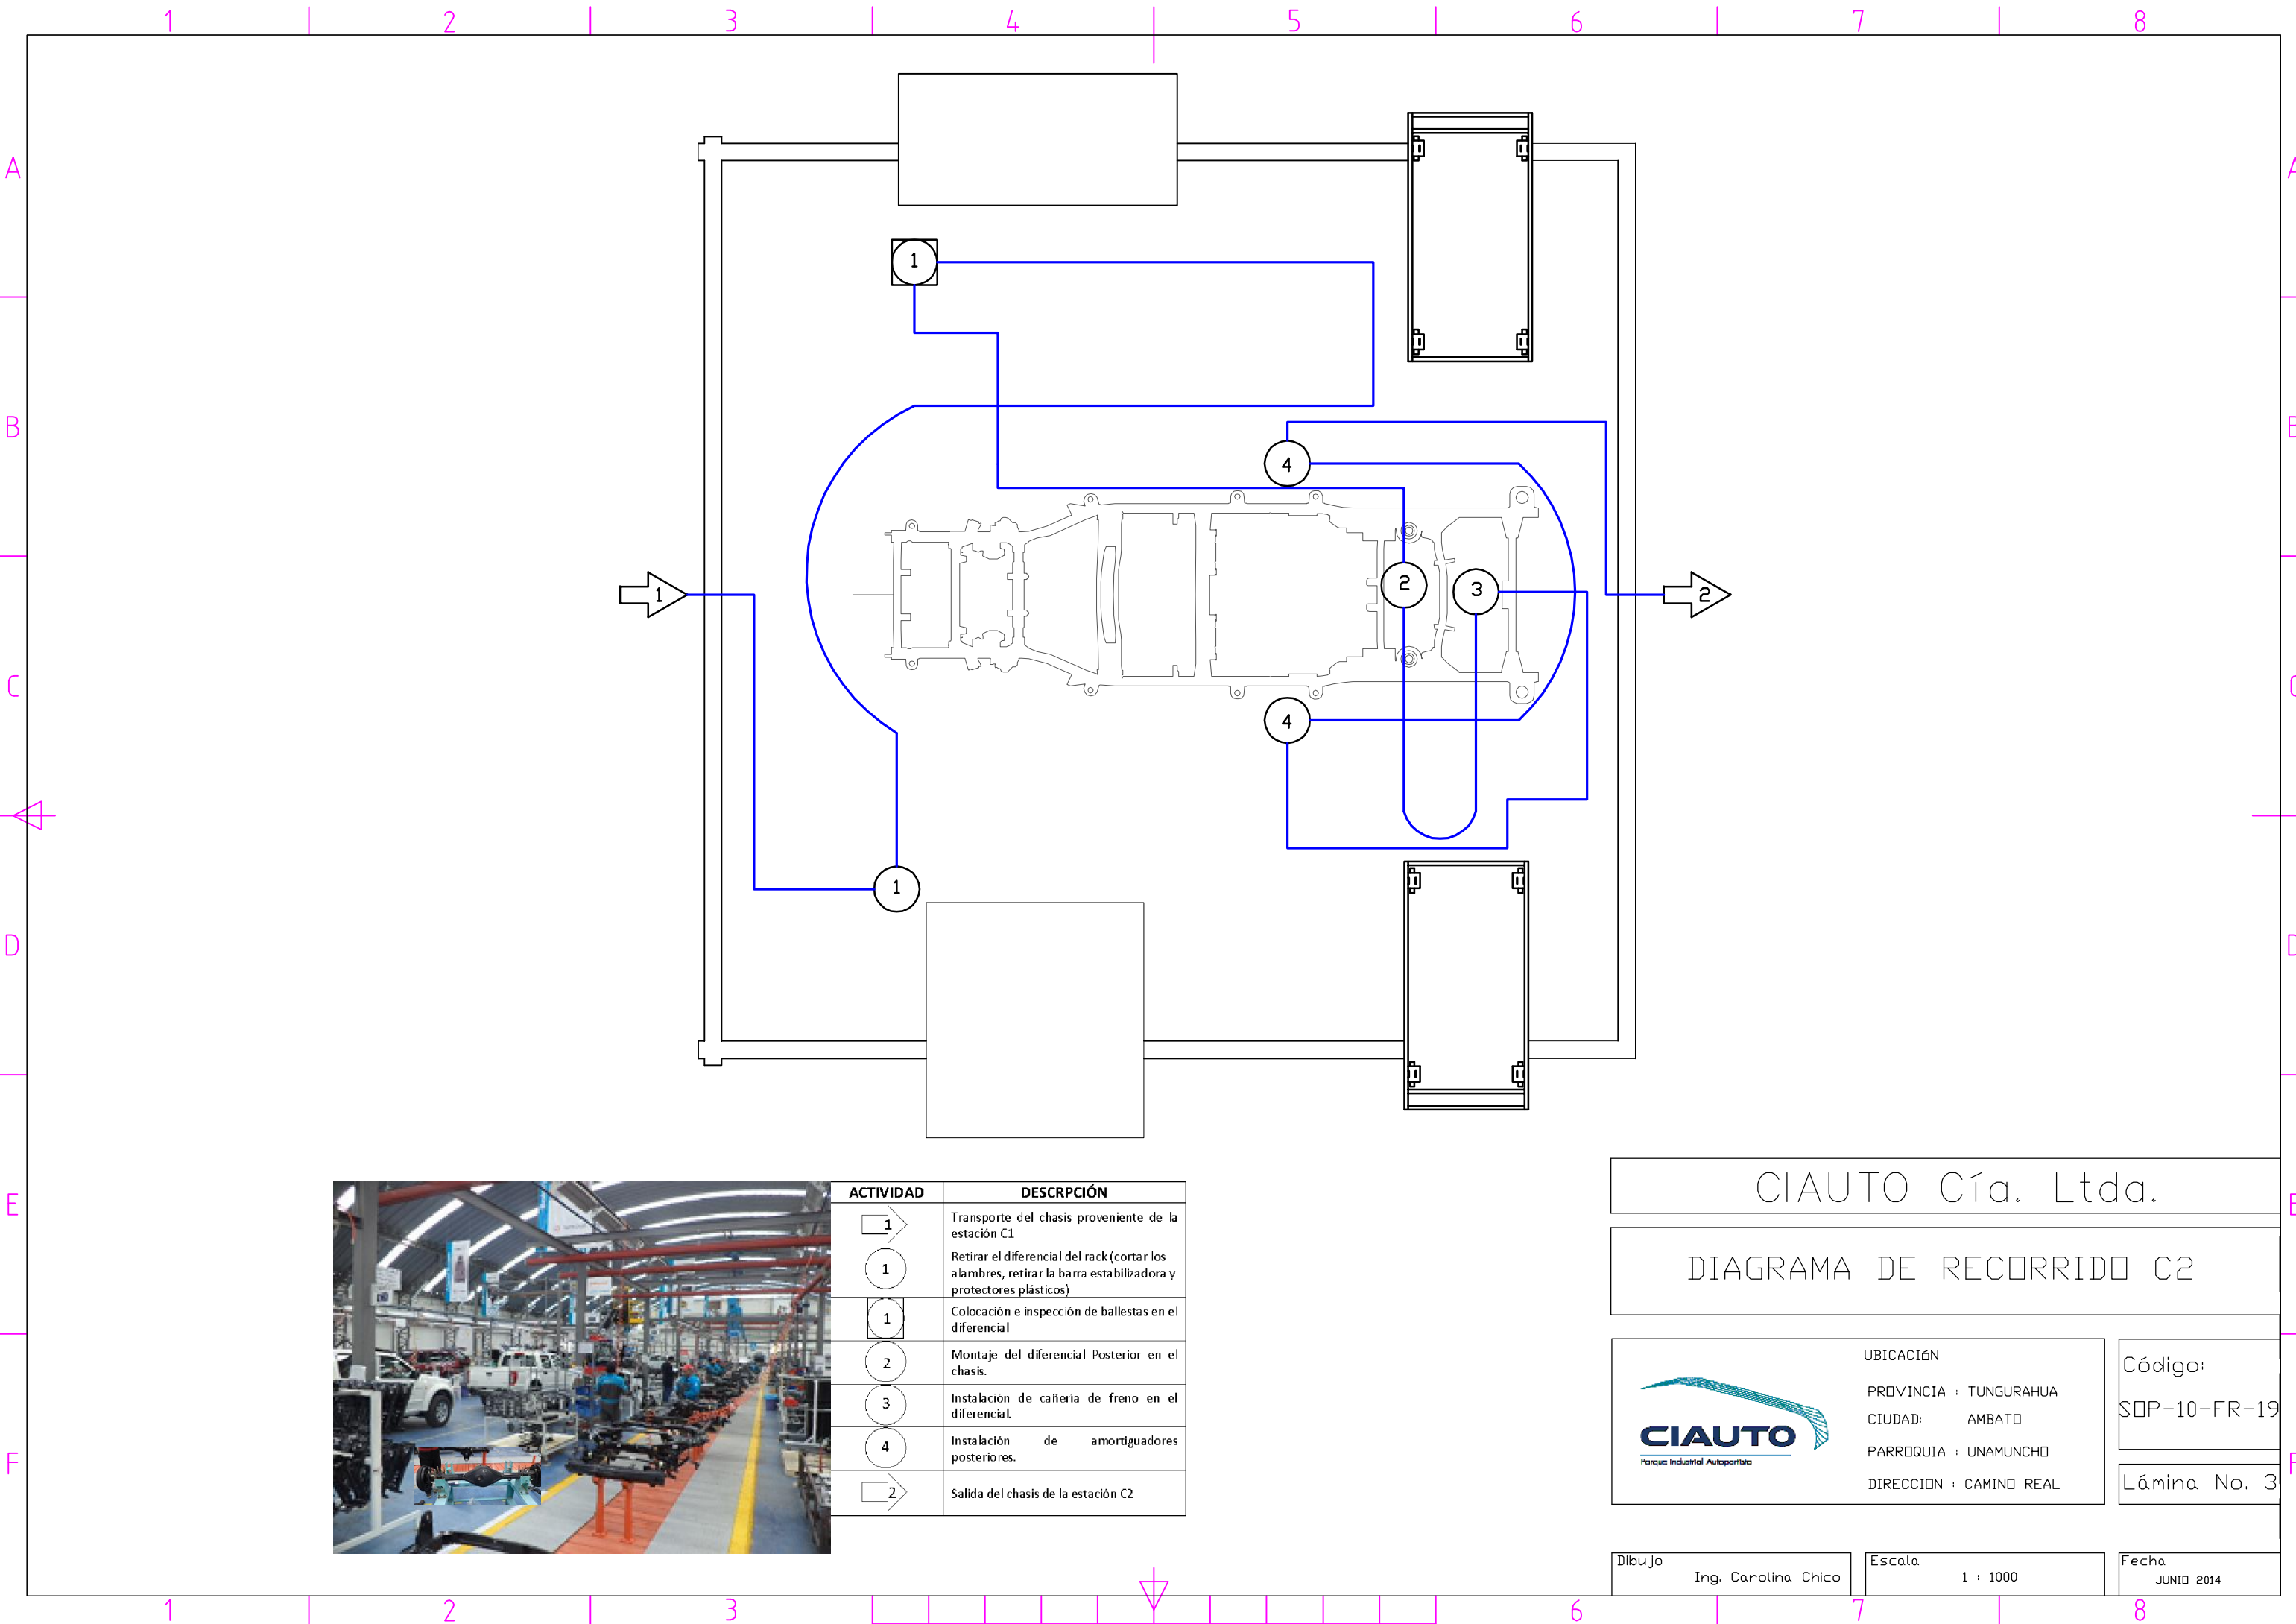 1 2 3 4 5 6 7 8
A A
1
B B
4
2
3
1 2
C C
4
1
D D
E E
CIAUTO Cía. Ltda.
DIAGRAMA DE RECORRIDO C2
ACTIVIDAD DESCRPCIÓN
1 Transporte del chasis proveniente de la
estación C1
1 Retirar el diferencial del rack (cortar los
alambres, retirar la barra estabilizadora y
protectores plásticos)
1 Colocación e inspección de ballestas en el
diferencial
2 Montaje del diferencial Posterior en el
chasis.
3 Instalación de cañeria de freno en el
diferencial.
4 Instalación de amortiguadores
posteriores.
2 Salida del chasis de la estación C2
F F
CIAUTO
Parque Industrial Autopartista
UBICACIóN
PROVINCIA : TUNGURAHUA
CIUDAD: AMBATO
PARROQUIA : UNAMUNCHO
DIRECCION : CAMINO REAL
Código:
SOP-10-FR-19
Lámina No. 3
Dibujo
Ing. Carolina Chico
Escala
1 : 1000
Fecha
JUNIO 2014
1 2 3 6 7 8